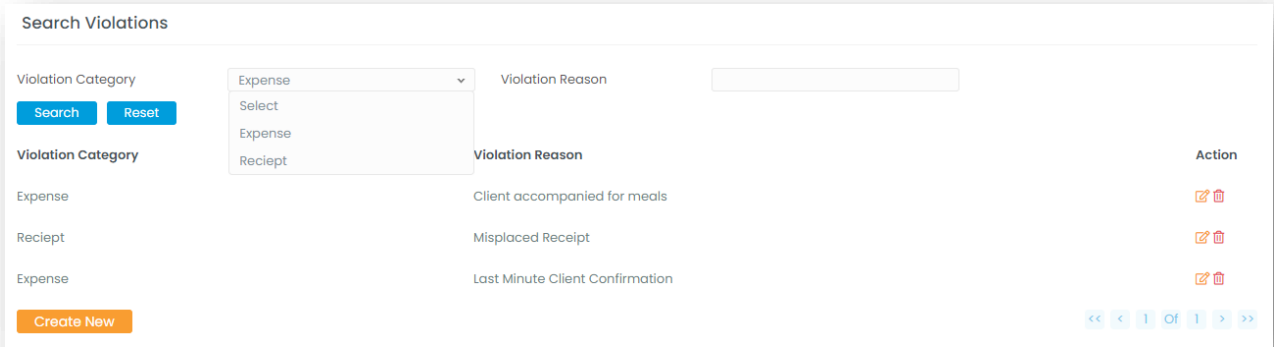 Search Violations
Violation Category Expense Violation Reason
Search Reset Select
Expense
Violation Category Reciept Violation Reason Action
Expense Client accompanied for meals
Reciept Misplaced Receipt
Expense Last Minute Client Confirmation
Create New << < 1 Of 1 > >>